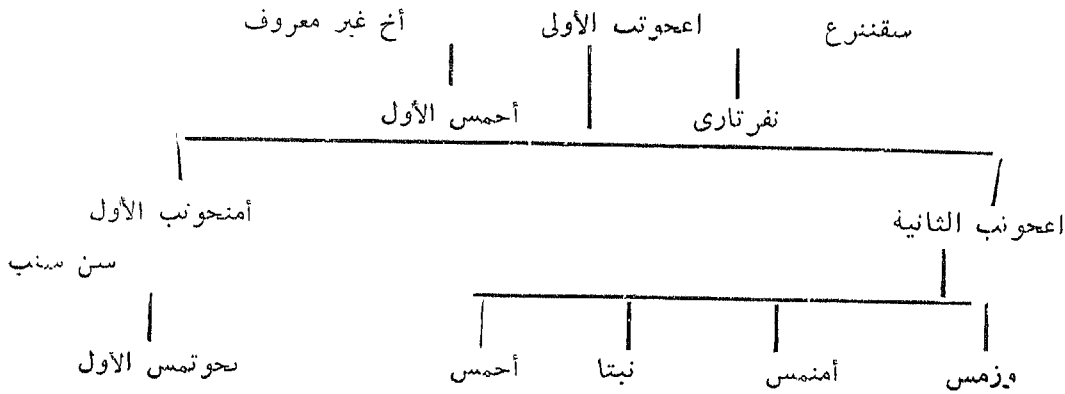 سقننرع اعحوتب الأولى أخ غير معروف
نفرتارى أحمس الأول
اعحوتب الثانية أمنحوتب الأول
سن سنب
وزمس أمنمس نبتا أحمس تحوتمس الأول